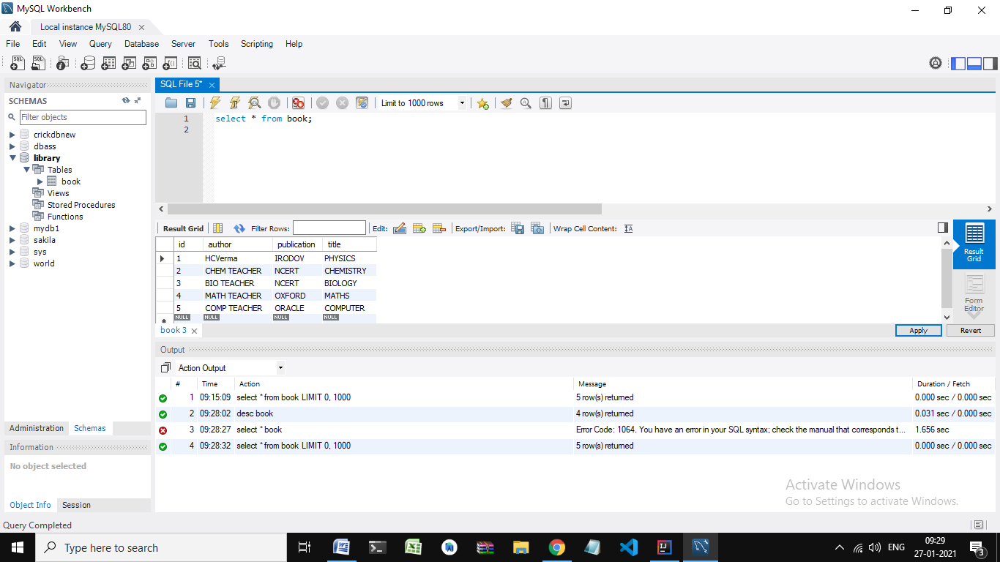 MySQL Workbench
Local instance MySQL80
File Edit View Query Database Server Tools Scripting Help
Navigator
SCHEMAS
Filter objects
crickdbnew
dbass
library
Tables
book
Views
Stored Procedures
Functions
mydb1
sakila
sys
world
Administration Schemas
Information
No object selected
Object Info Session
SQL File 5*
Limit to 1000 rows
1 select * from book;
2
Result Grid Filter Rows: Edit: Export/Import: Wrap Cell Content:
id author publication title
1 HCVerma IRODOV PHYSICS
2 CHEM TEACHER NCERT CHEMISTRY
3 BIO TEACHER NCERT BIOLOGY
4 MATH TEACHER OXFORD MATHS
5 COMP TEACHER ORACLE COMPUTER
NULL NULL NULL NULL
Result
Grid
Form
Editor
book 3
Apply Revert
Output
Action Output
# Time Action Message Duration / Fetch
1 09:15:09 select * from book LIMIT 0, 1000 5 row(s) returned 0.000 sec / 0.000 sec
2 09:28:02 desc book 4 row(s) returned 0.031 sec / 0.000 sec
3 09:28:27 select * book Error Code: 1064. You have an error in your SQL syntax; check the manual that corresponds t... 1.656 sec
4 09:28:32 select * from book LIMIT 0, 1000 5 row(s) returned 0.000 sec / 0.000 sec
Activate Windows
Go to Settings to activate Windows.
Query Completed
Type here to search
ENG
09:29
27-01-2021
3